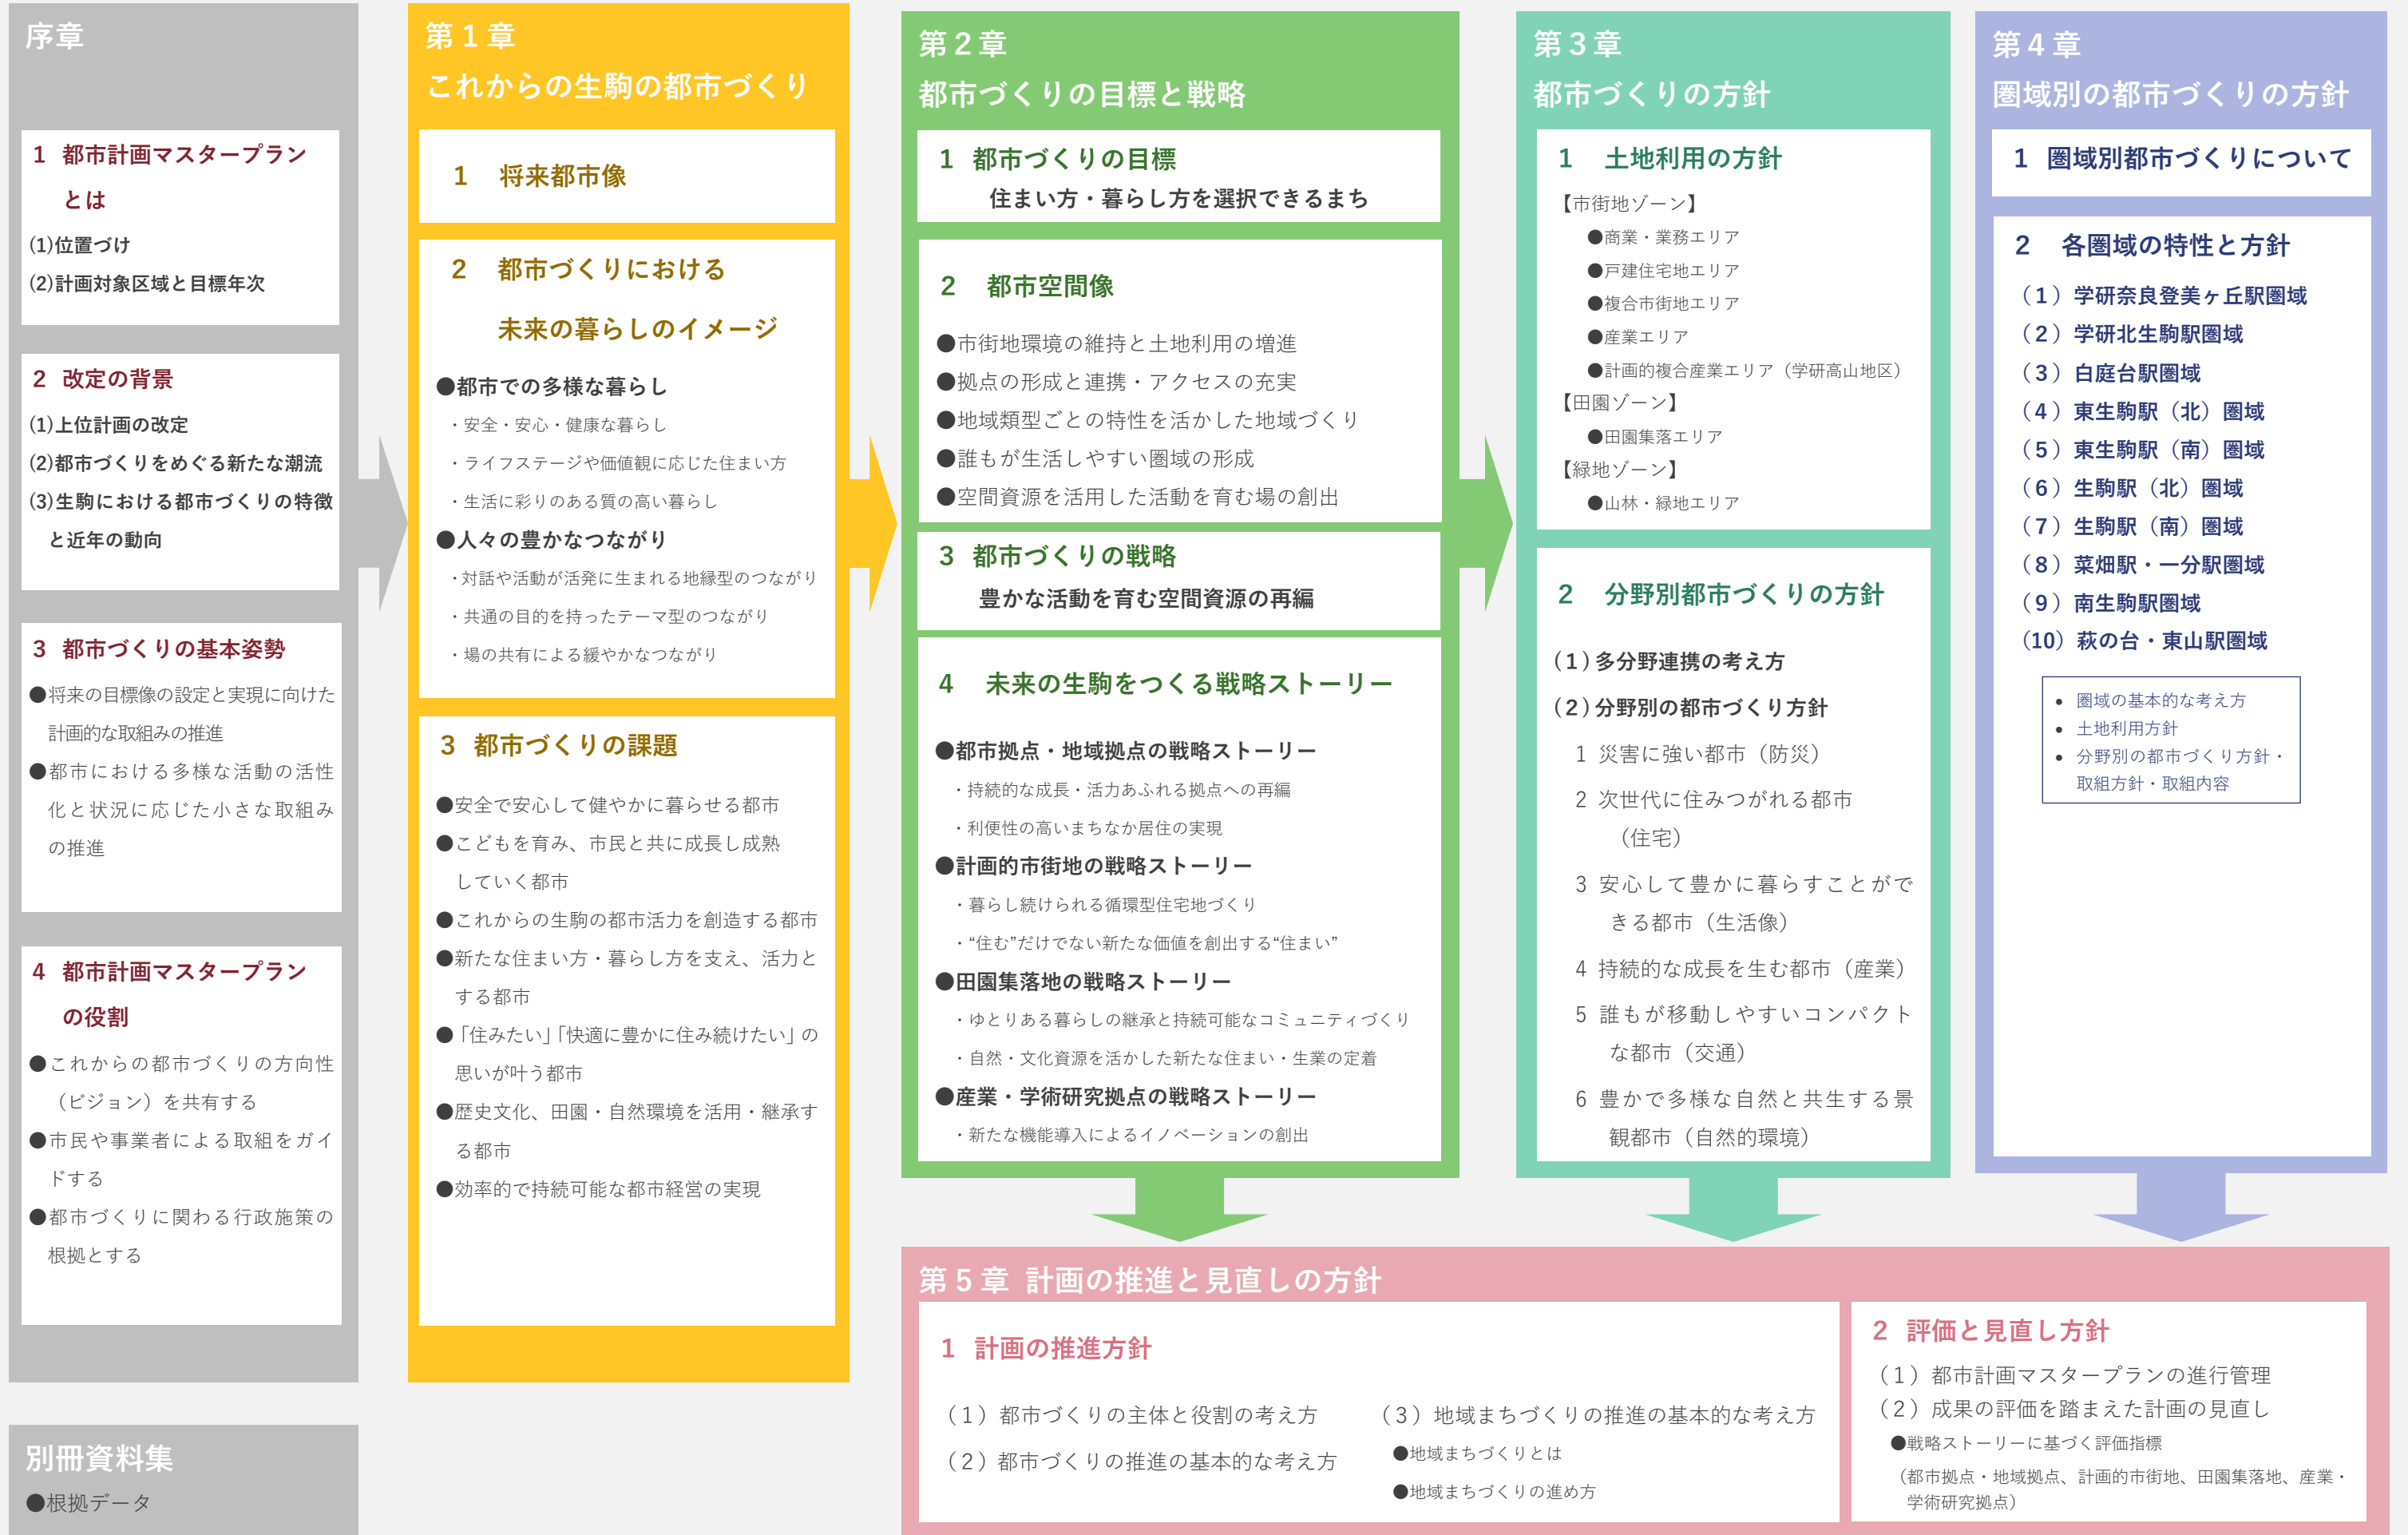 序章
1 都市計画マスタープラン
とは
(1)位置づけ
(2)計画対象区域と目標年次
2 改定の背景
(1)上位計画の改定
(2)都市づくりをめぐる新たな潮流
(3)生駒における都市づくりの特徴
と近年の動向
3 都市づくりの基本姿勢
●将来の目標像の設定と実現に向けた
計画的な取組みの推進
●都市における多様な活動の活性
化と状況に応じた小さな取組み
の推進
4 都市計画マスタープラン
の役割
●これからの都市づくりの方向性
（ビジョン）を共有する
●市民や事業者による取組をガイ
ドする
●都市づくりに関わる行政施策の
根拠とする
別冊資料集
●根拠データ
第1章
これからの生駒の都市づくり
1 将来都市像
2 都市づくりにおける
未来の暮らしのイメージ
●都市での多様な暮らし
・安全・安心・健康な暮らし
・ライフステージや価値観に応じた住まい方
・生活に彩りのある質の高い暮らし
●人々の豊かなつながり
・対話や活動が活発に生まれる地縁型のつながり
・共通の目的を持ったテーマ型のつながり
・場の共有による緩やかなつながり
3 都市づくりの課題
●安全で安心して健やかに暮らせる都市
●こどもを育み、市民と共に成長し成熟
していく都市
●これからの生駒の都市活力を創造する都市
●新たな住まい方・暮らし方を支え、活力と
する都市
●「住みたい」「快適に豊かに住み続けたい」の
思いが叶う都市
●歴史文化、田園・自然環境を活用・継承す
る都市
●効率的で持続可能な都市経営の実現
第2章
都市づくりの目標と戦略
1 都市づくりの目標
住まい方・暮らし方を選択できるまち
2 都市空間像
●市街地環境の維持と土地利用の増進
●拠点の形成と連携・アクセスの充実
●地域類型ごとの特性を活かした地域づくり
●誰もが生活しやすい圏域の形成
●空間資源を活用した活動を育む場の創出
3 都市づくりの戦略
豊かな活動を育む空間資源の再編
4 未来の生駒をつくる戦略ストーリー
●都市拠点・地域拠点の戦略ストーリー
・持続的な成長・活力あふれる拠点への再編
・利便性の高いまちなか居住の実現
●計画的市街地の戦略ストーリー
・暮らし続けられる循環型住宅地づくり
・“住む”だけでない新たな価値を創出する“住まい”
●田園集落地の戦略ストーリー
・ゆとりある暮らしの継承と持続可能なコミュニティづくり
・自然・文化資源を活かした新たな住まい・生業の定着
●産業・学術研究拠点の戦略ストーリー
・新たな機能導入によるイノベーションの創出
第3章
都市づくりの方針
1 土地利用の方針
【市街地ゾーン】
●商業・業務エリア
●戸建住宅地エリア
●複合市街地エリア
●産業エリア
●計画的複合産業エリア（学研高山地区）
【田園ゾーン】
●田園集落エリア
【緑地ゾーン】
●山林・緑地エリア
2 分野別都市づくりの方針
(1)多分野連携の考え方
(2)分野別の都市づくり方針
1 災害に強い都市（防災）
2 次世代に住みつがれる都市
（住宅）
3 安心して豊かに暮らすことがで
きる都市（生活像）
4 持続的な成長を生む都市（産業）
5 誰もが移動しやすいコンパクト
な都市（交通）
6 豊かで多様な自然と共生する景
観都市（自然的環境）
第4章
圏域別の都市づくりの方針
1 圏域別都市づくりについて
2 各圏域の特性と方針
（1）学研奈良登美ヶ丘駅圏域
（2）学研北生駒駅圏域
（3）白庭台駅圏域
（4）東生駒駅（北）圏域
（5）東生駒駅（南）圏域
（6）生駒駅（北）圏域
（7）生駒駅（南）圏域
（8）菜畑駅・一分駅圏域
（9）南生駒駅圏域
（10）萩の台・東山駅圏域
• 圏域の基本的な考え方
• 土地利用方針
• 分野別の都市づくり方針・
取組方針・取組内容
第5章 計画の推進と見直しの方針
1 計画の推進方針
（1）都市づくりの主体と役割の考え方
（2）都市づくりの推進の基本的な考え方
（3）地域まちづくりの推進の基本的な考え方
●地域まちづくりとは
●地域まちづくりの進め方
2 評価と見直し方針
（1）都市計画マスタープランの進行管理
（2）成果の評価を踏まえた計画の見直し
●戦略ストーリーに基づく評価指標
（都市拠点・地域拠点、計画的市街地、田園集落地、産業・
学術研究拠点）